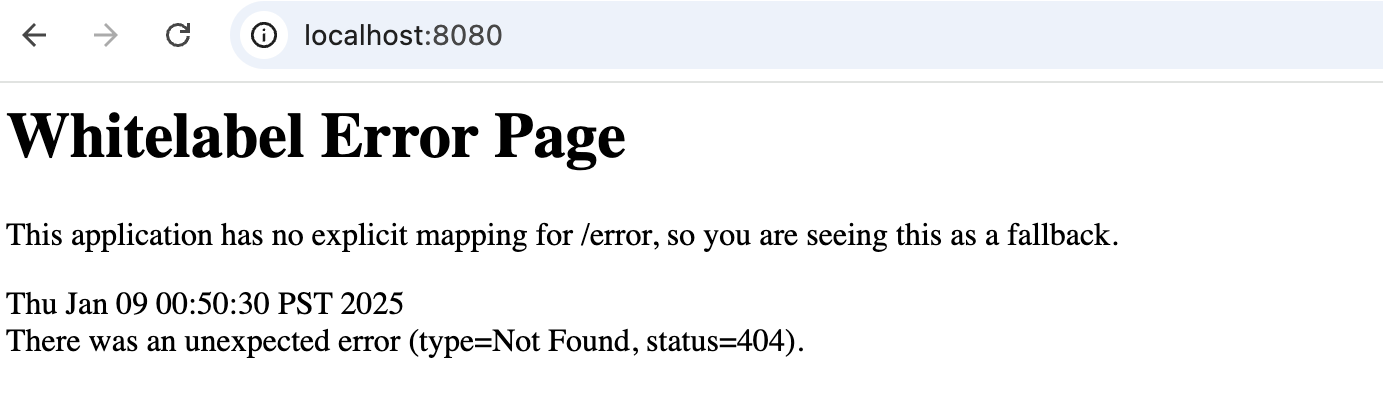 localhost:8080
Whitelabel Error Page
This application has no explicit mapping for /error, so you are seeing this as a fallback.
Thu Jan 09 00:50:30 PST 2025
There was an unexpected error (type=Not Found, status=404).